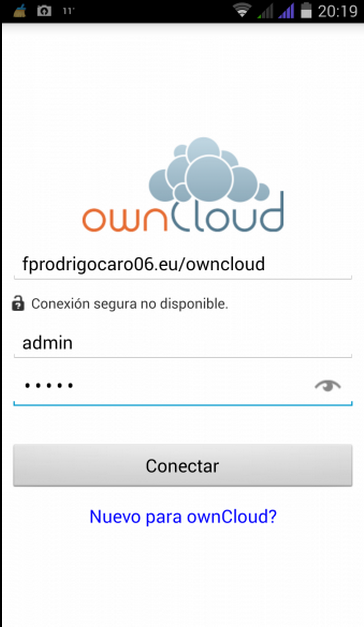 11°
20:19
ownCloud
fprodrigocaro06.eu/owncloud
Conexión segura no disponible.
admin
•••••
Conectar
Nuevo para ownCloud?